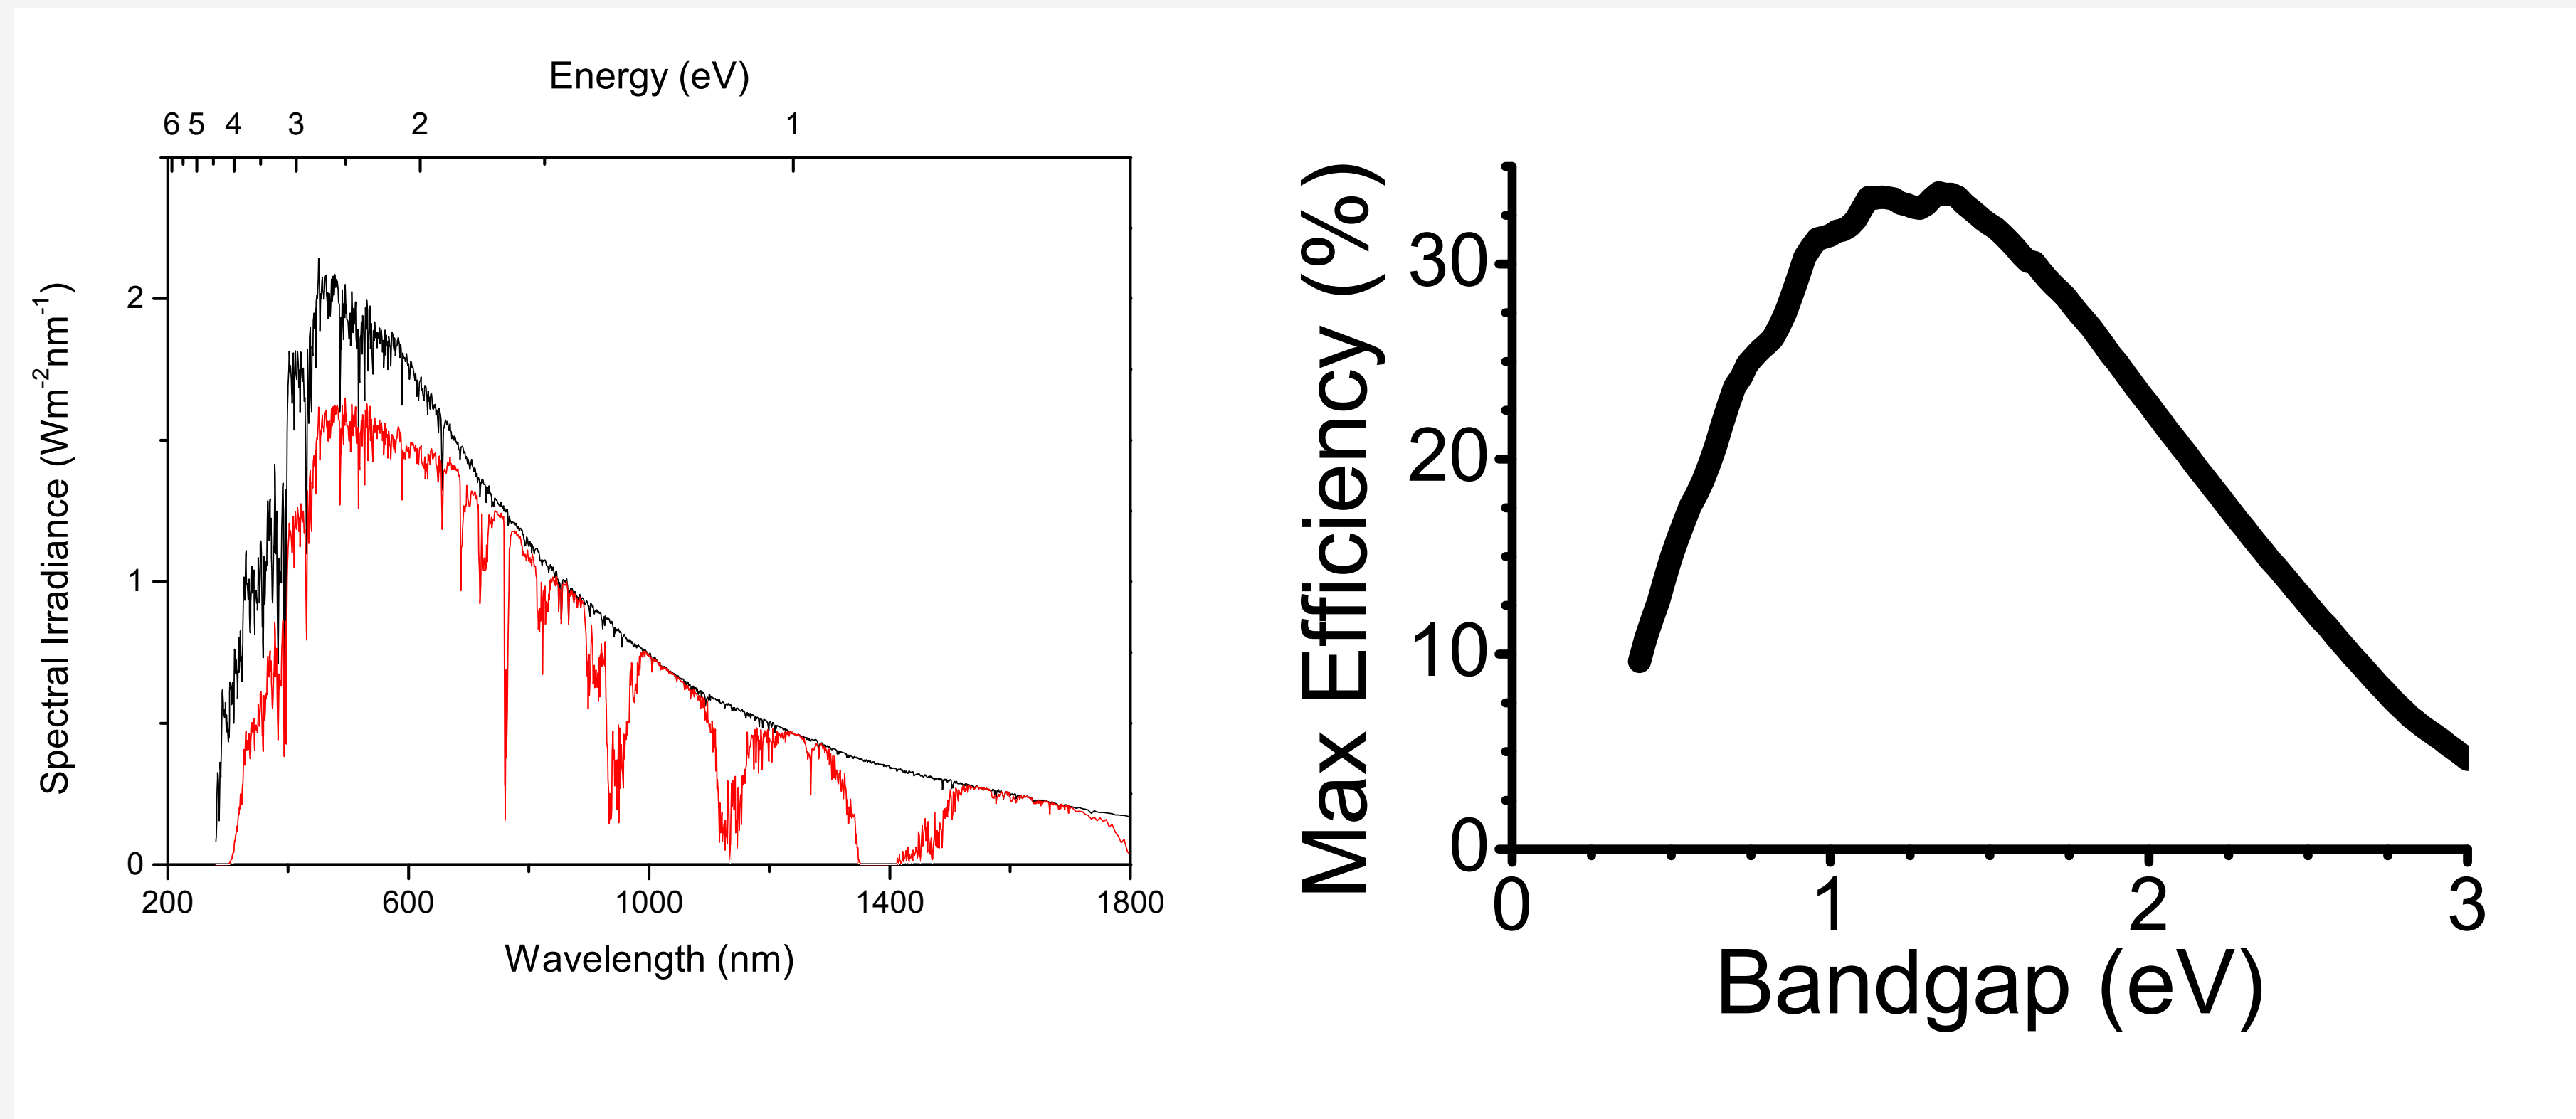 Energy (eV)
6 5 4 3 2 1
Spectral Irradiance (Wm⁻²nm⁻¹)
2
1
0
200 600 1000 1400 1800
Wavelength (nm)
Max Efficiency (%)
30
20
10
0
0 1 2 3
Bandgap (eV)